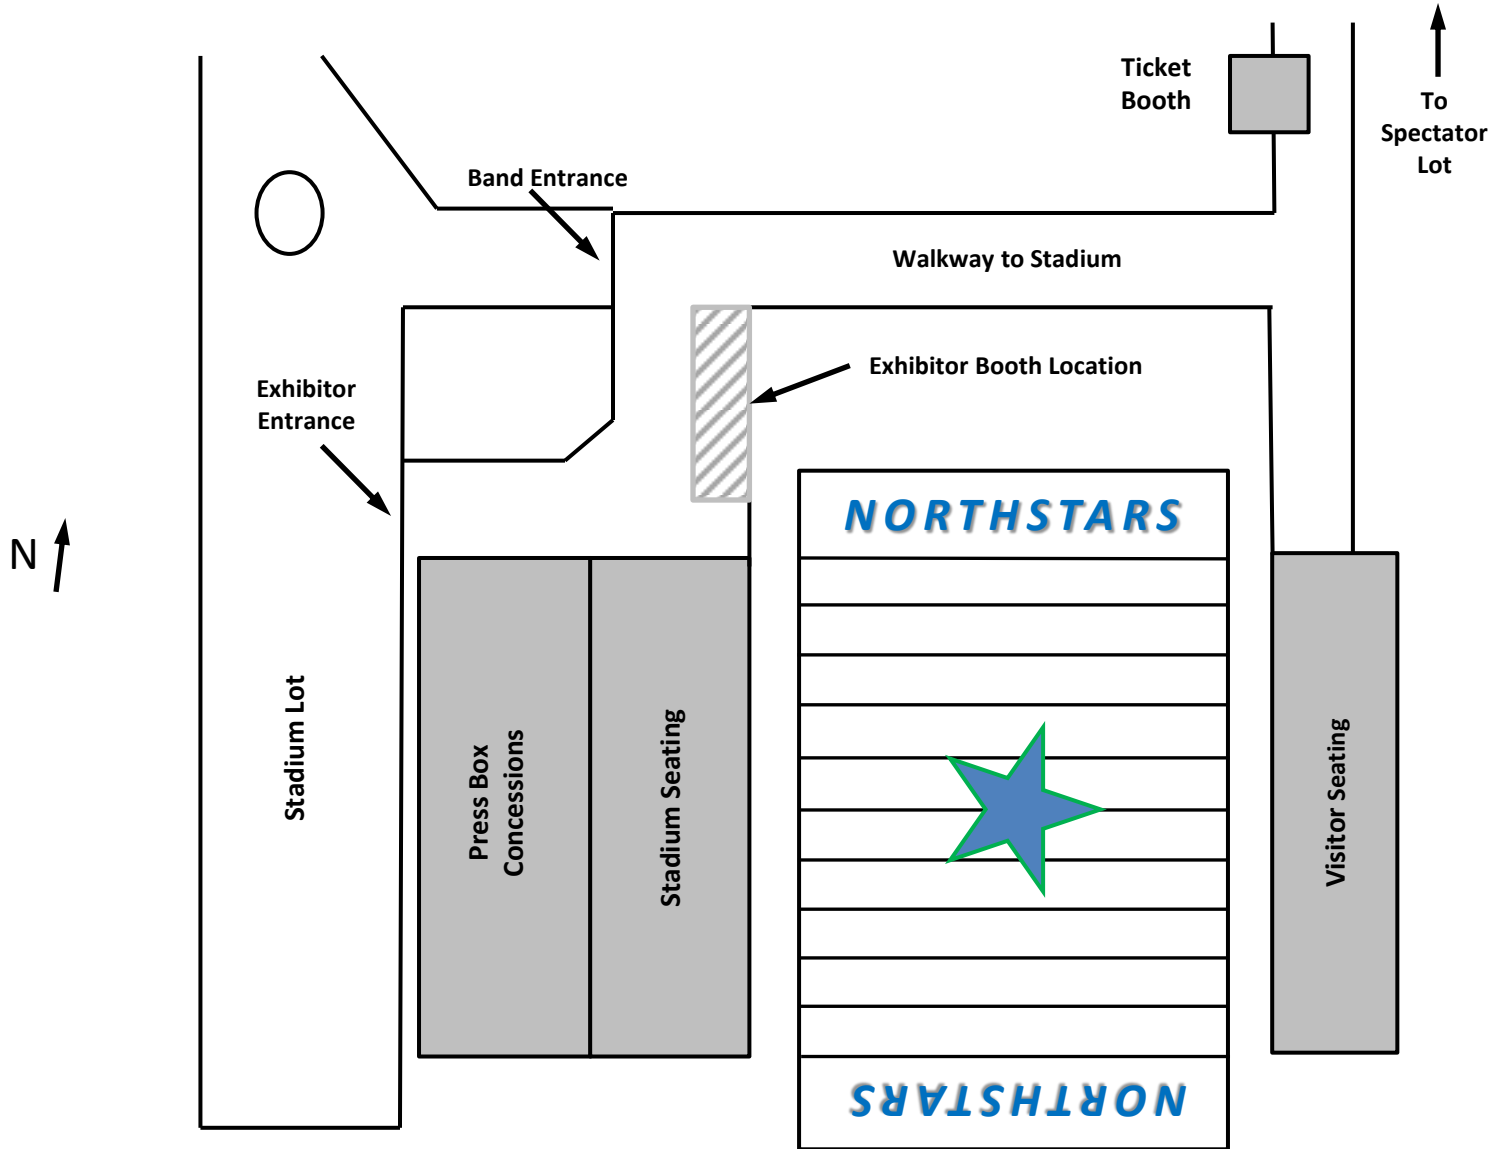 Ticket
Booth
To
Spectator
Lot
Band Entrance
Walkway to Stadium
Exhibitor Booth Location
Exhibitor
Entrance
NORTHSTARS
N
Stadium Lot
Press Box
Concessions
Stadium Seating
Visitor Seating
NORTHSTARS